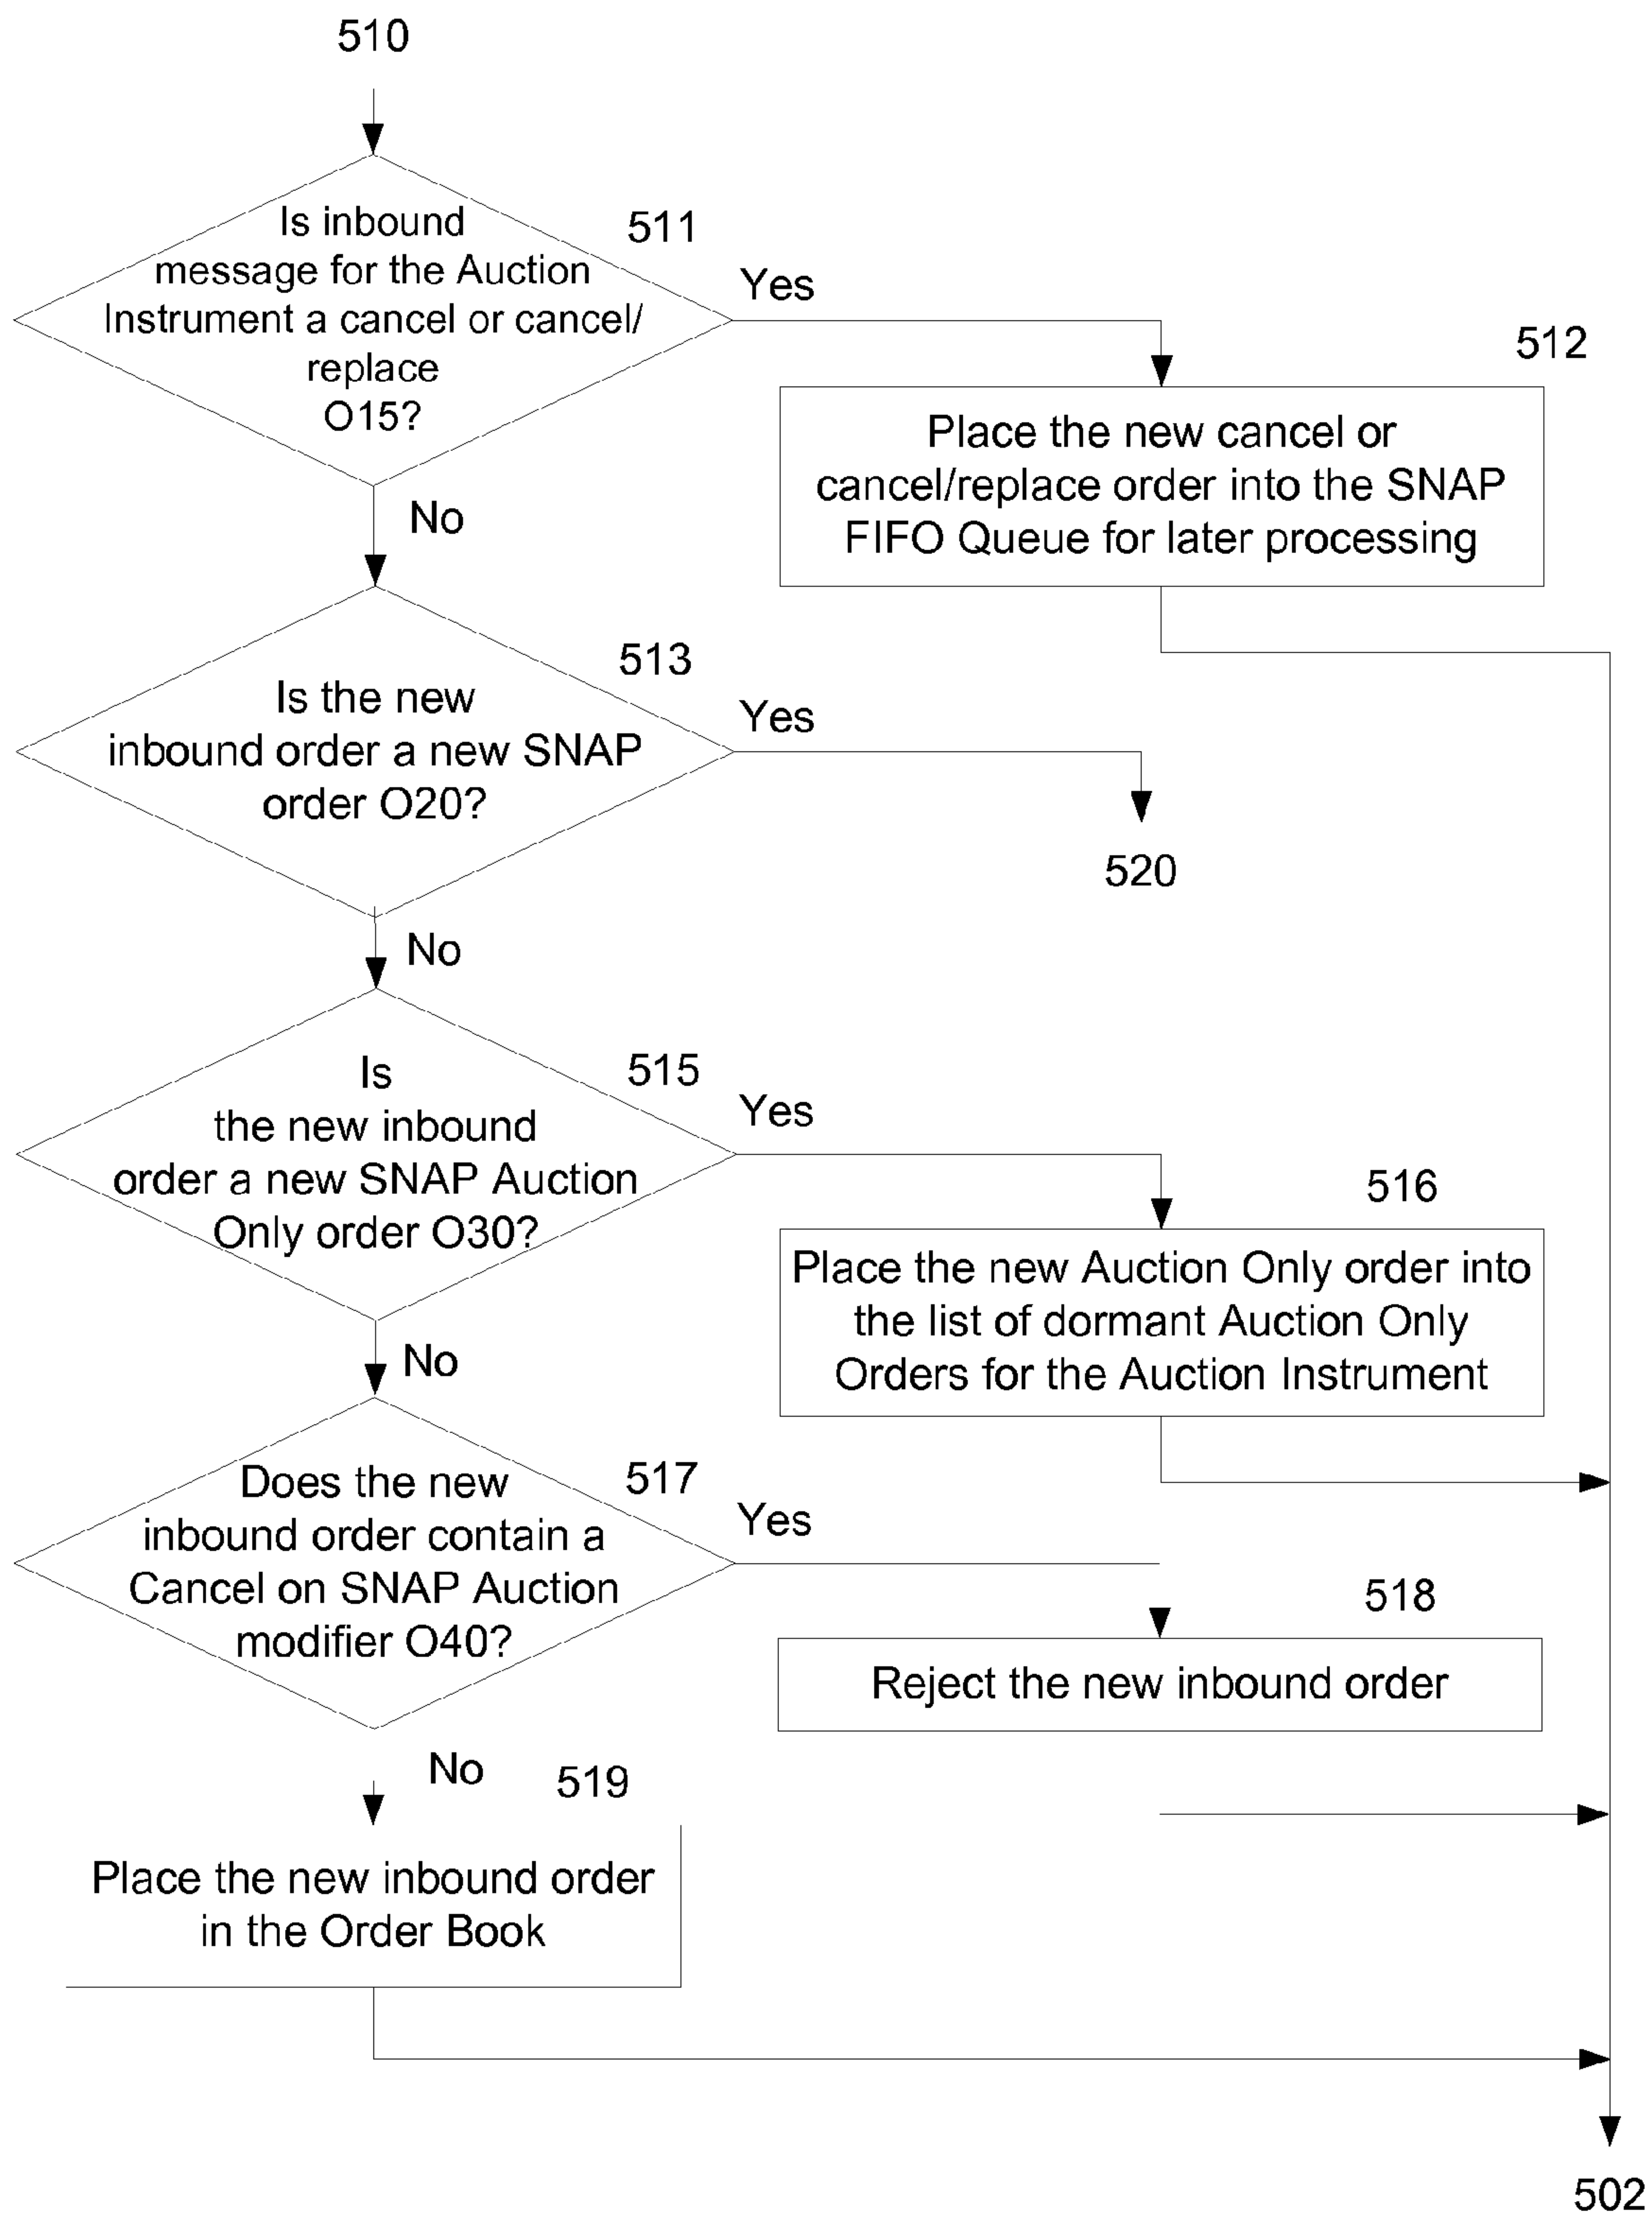 510
Is inbound
message for the Auction
Instrument a cancel or cancel/
replace
O15?
511
Yes
No
512
Place the new cancel or
cancel/replace order into the SNAP
FIFO Queue for later processing
Is the new
inbound order a new SNAP
order O20?
513
Yes
520
No
Is
the new inbound
order a new SNAP Auction
Only order O30?
515
Yes
516
Place the new Auction Only order into
the list of dormant Auction Only
Orders for the Auction Instrument
No
Does the new
inbound order contain a
Cancel on SNAP Auction
modifier O40?
517
Yes
518
Reject the new inbound order
No
519
Place the new inbound order
in the Order Book
502